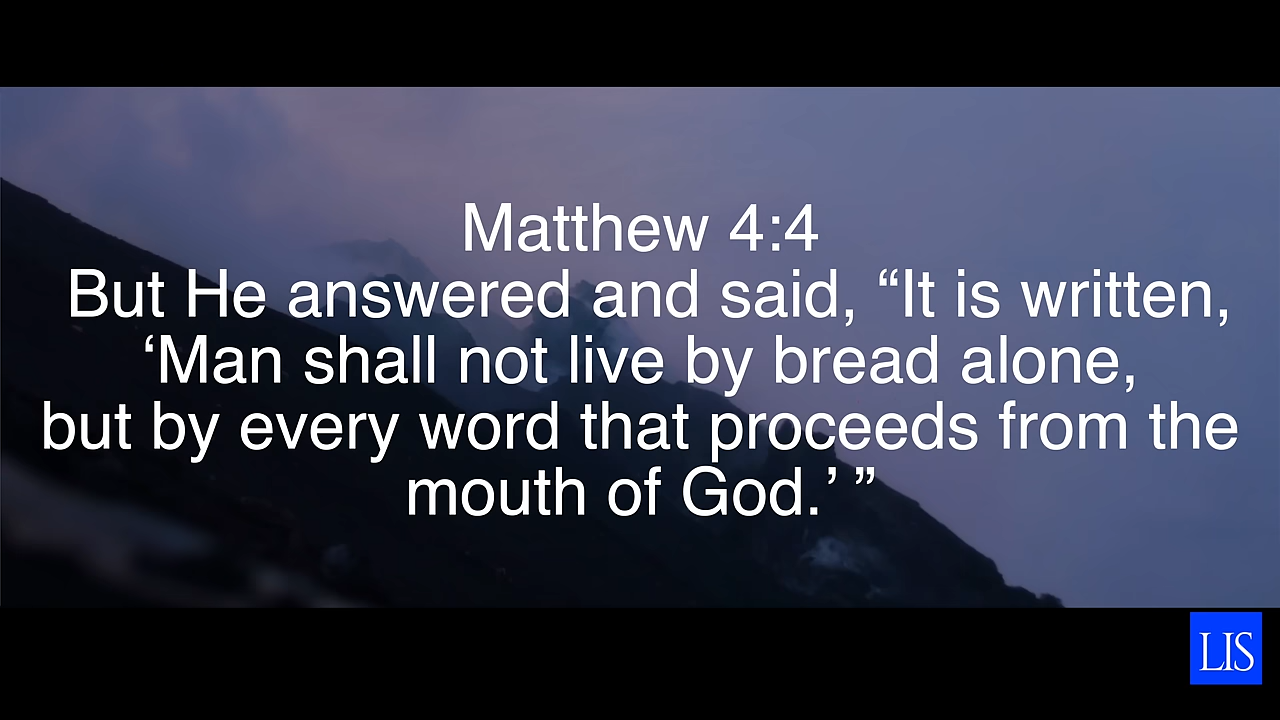 Matthew 4:4
But He answered and said, “It is written,
‘Man shall not live by bread alone,
but by every word that proceeds from the
mouth of God.’ ”
LIS